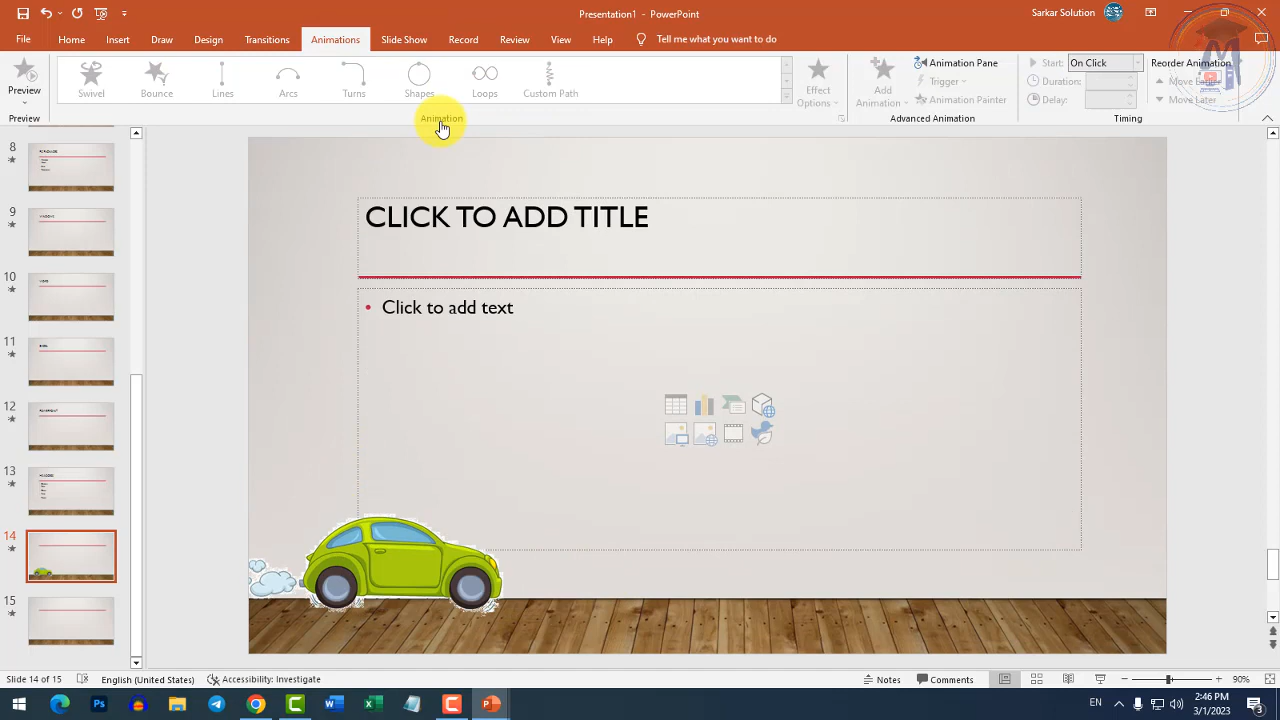 Presentation1 - PowerPoint
Sarkar Solution
File Home Insert Draw Design Transitions Animations Slide Show Record Review View Help Tell me what you want to do
Preview
Swivel Bounce Lines Arcs Turns Shapes Loops Custom Path
Effect Options
Add Animation
Animation Pane
Trigger
Animation Painter
Start: On Click
Duration:
Delay:
Reorder Animation
Move Earlier
Move Later
Preview Animation Advanced Animation Timing
10
11
12
13
14
15
CLICK TO ADD TITLE
• Click to add text
Slide 14 of 15 English (United States) Accessibility: Investigate Notes Comments 90%
EN 2:46 PM
3/1/2023